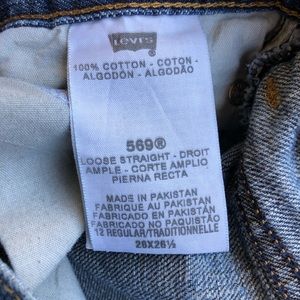 Levi's
100% COTTON - COTON -
ALGODÓN - ALGODÃO
569®
LOOSE STRAIGHT - DROIT
AMPLE - CORTE AMPLIO
PIERNA RECTA
MADE IN PAKISTAN
FABRIQUE AU PAKISTAN
FABRICADO EN PAKISTAN
FABRICADO NO PAQUISTÃO
12 REGULAR/TRADITIONNELLE
26X26½